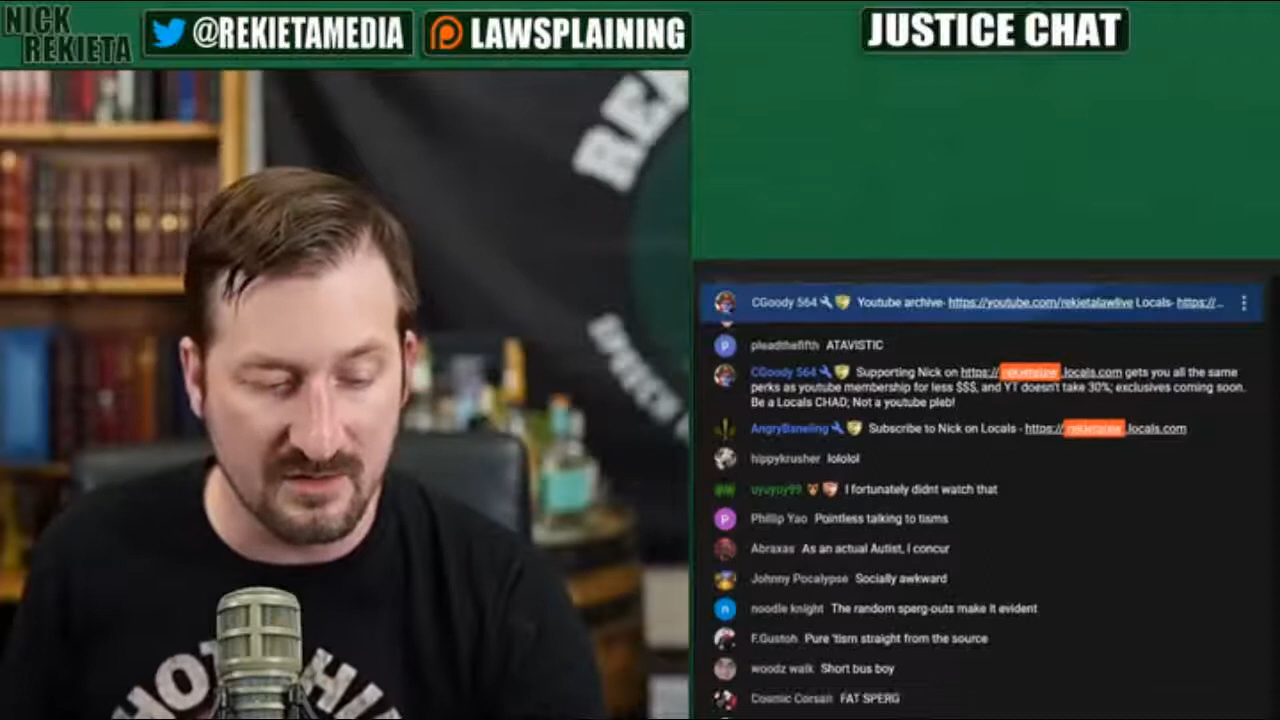 NICK
REKIETA
@REKIETAMEDIA
LAWSPLAINING
JUSTICE CHAT
CGoody 564 Youtube archive- https://youtube.com/rekietalawlive Locals- https://...
pleadthefifth ATAVISTIC
CGoody 564 Supporting Nick on https://rekietalaw.locals.com gets you all the same
perks as youtube membership for less $$$, and YT doesn't take 30%; exclusives coming soon.
Be a Locals CHAD; Not a youtube pleb!
AngryBaneling Subscribe to Nick on Locals - https://rekietalaw.locals.com
hippykrusher lololol
uyuyuy99 I fortunately didnt watch that
Phillip Yao Pointless talking to tisms
Abraxas As an actual Autist, I concur
Johnny Pocalypse Socially awkward
noodle knight The random sperg-outs make it evident
F.Gustoh Pure 'tism straight from the source
woodz walk Short bus boy
Cosmic Corsair FAT SPERG